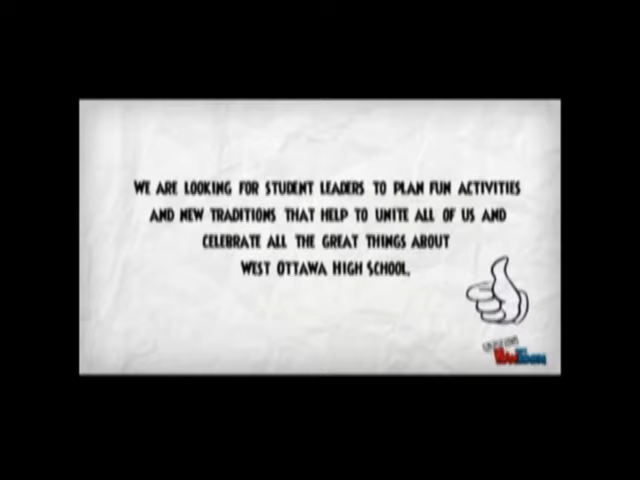 WE ARE LOOKING FOR STUDENT LEADERS TO PLAN FUN ACTIVITIES
AND NEW TRADITIONS THAT HELP TO UNITE ALL OF US AND
CELEBRATE ALL THE GREAT THINGS ABOUT
WEST OTTAWA HIGH SCHOOL.